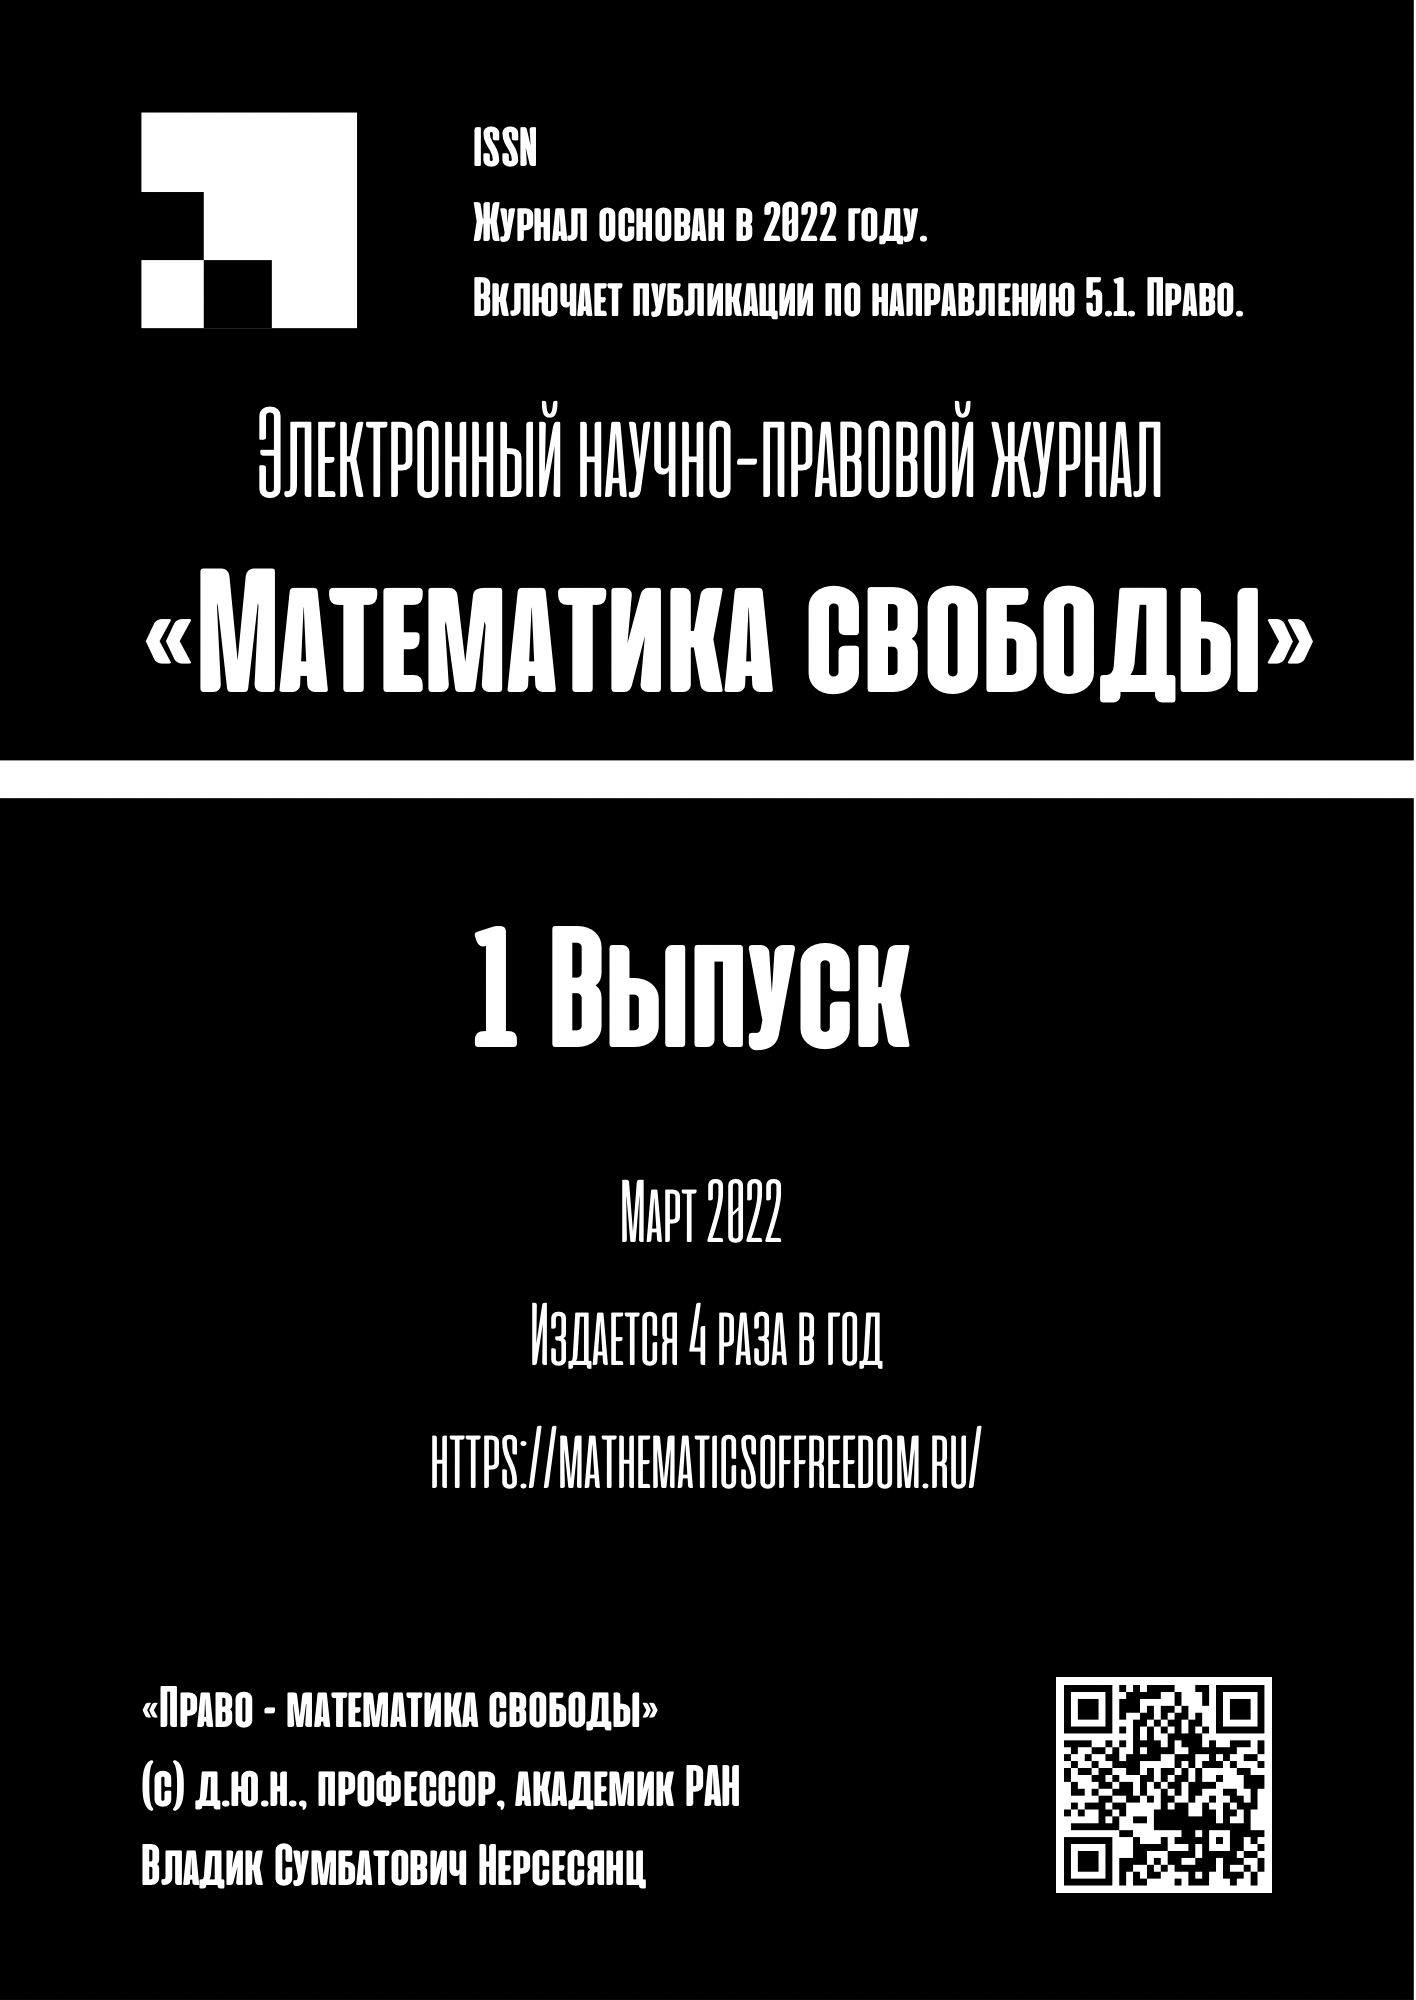 ISSN
Журнал основан в 2022 году.
Включает публикации по направлению 5.1. Право.
Электронный научно-правовой журнал
«Математика свободы»
1 Выпуск
Март 2022
Издается 4 раза в год
https://mathematicsoffreedom.ru/
«Право - математика свободы»
(с) д.ю.н., профессор, академик РАН
Владик Сумбатович Нерсесянц